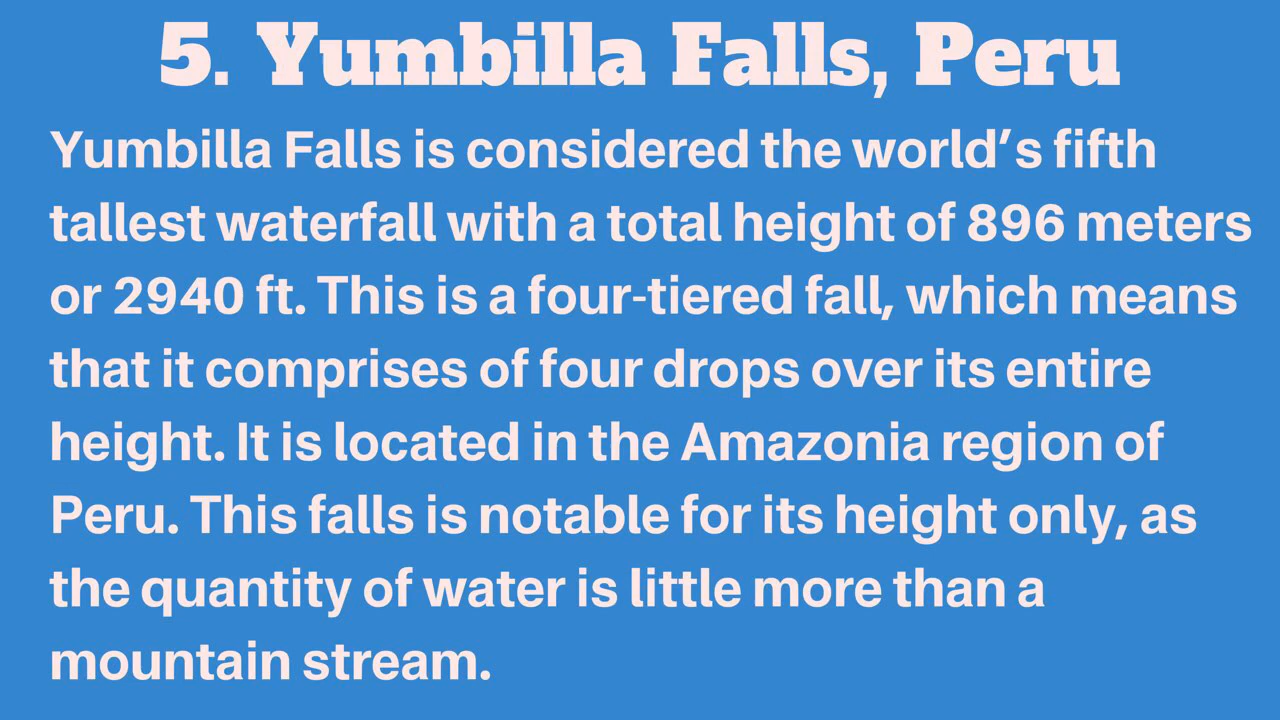 5. Yumbilla Falls, Peru
Yumbilla Falls is considered the world’s fifth
tallest waterfall with a total height of 896 meters
or 2940 ft. This is a four-tiered fall, which means
that it comprises of four drops over its entire
height. It is located in the Amazonia region of
Peru. This falls is notable for its height only, as
the quantity of water is little more than a
mountain stream.